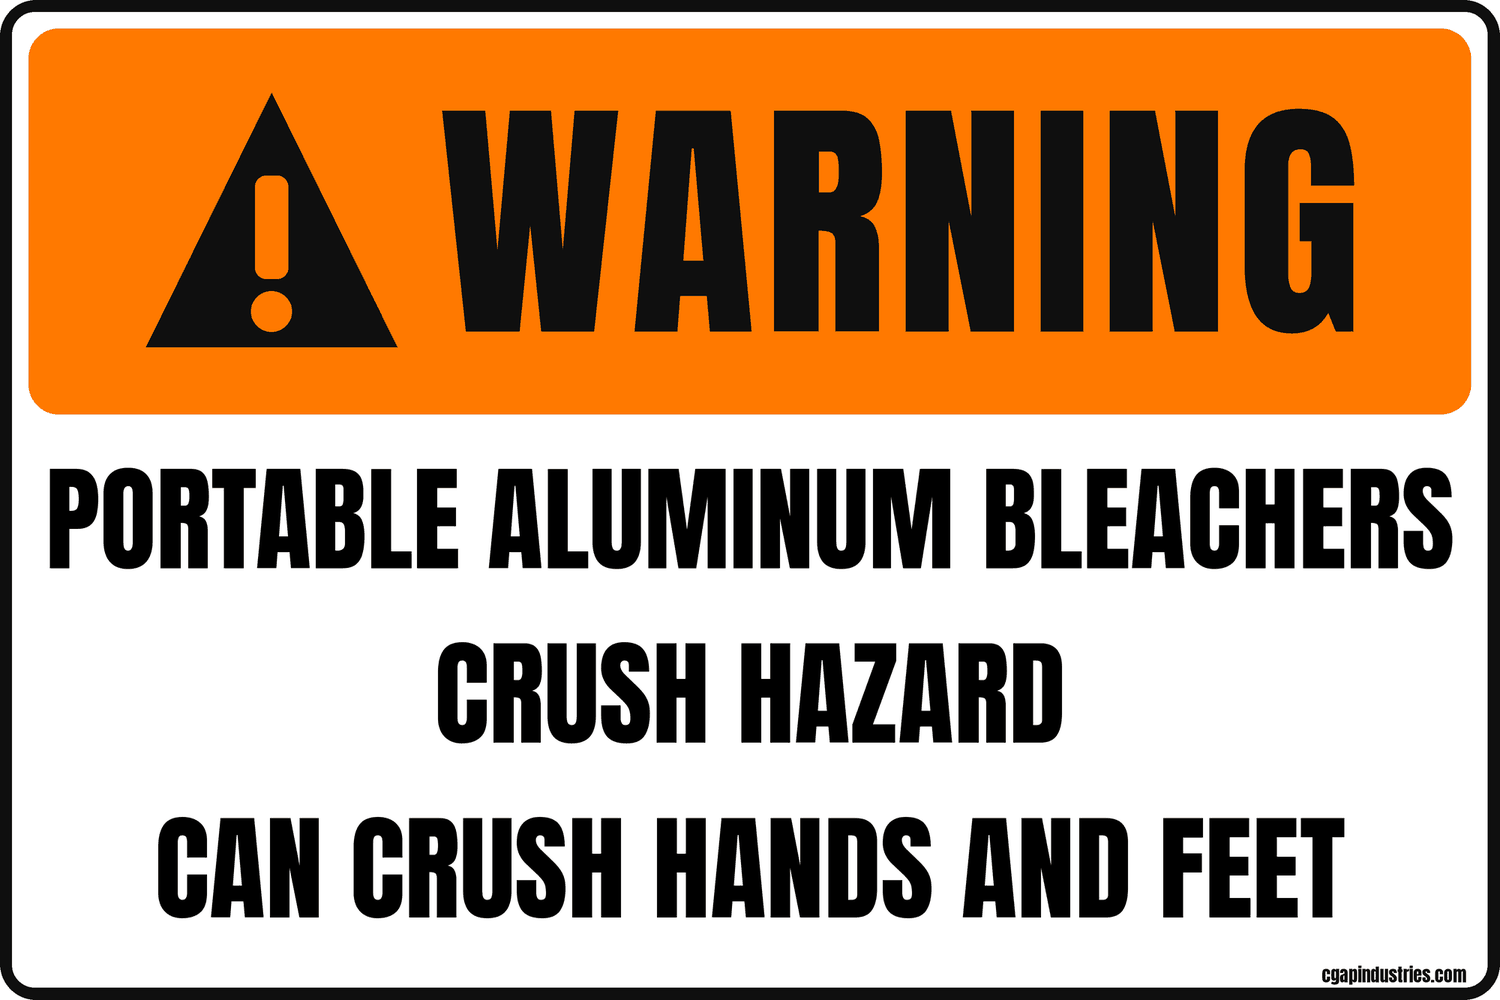 WARNING
PORTABLE ALUMINUM BLEACHERS
CRUSH HAZARD
CAN CRUSH HANDS AND FEET
cgapindustries.com